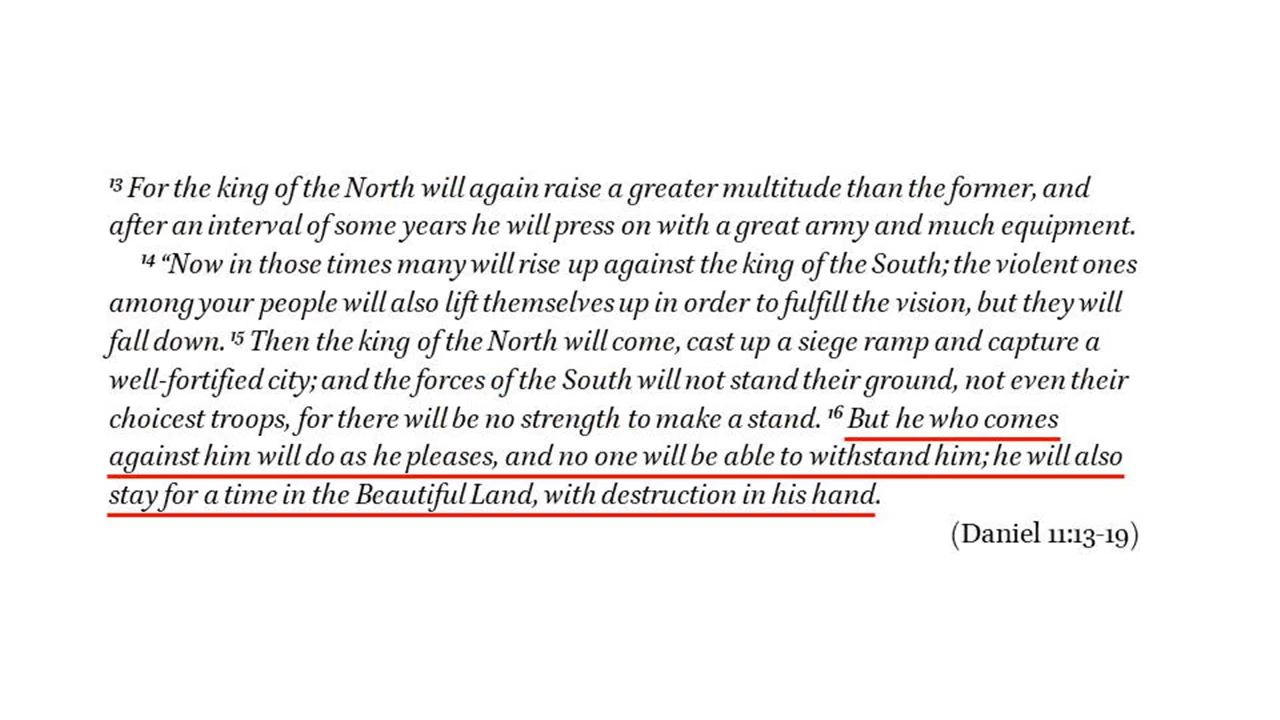 ¹³ For the king of the North will again raise a greater multitude than the former, and
after an interval of some years he will press on with a great army and much equipment.
¹⁴ “Now in those times many will rise up against the king of the South; the violent ones
among your people will also lift themselves up in order to fulfill the vision, but they will
fall down. ¹⁵ Then the king of the North will come, cast up a siege ramp and capture a
well-fortified city; and the forces of the South will not stand their ground, not even their
choicest troops, for there will be no strength to make a stand. ¹⁶ But he who comes
against him will do as he pleases, and no one will be able to withstand him; he will also
stay for a time in the Beautiful Land, with destruction in his hand.
(Daniel 11:13-19)